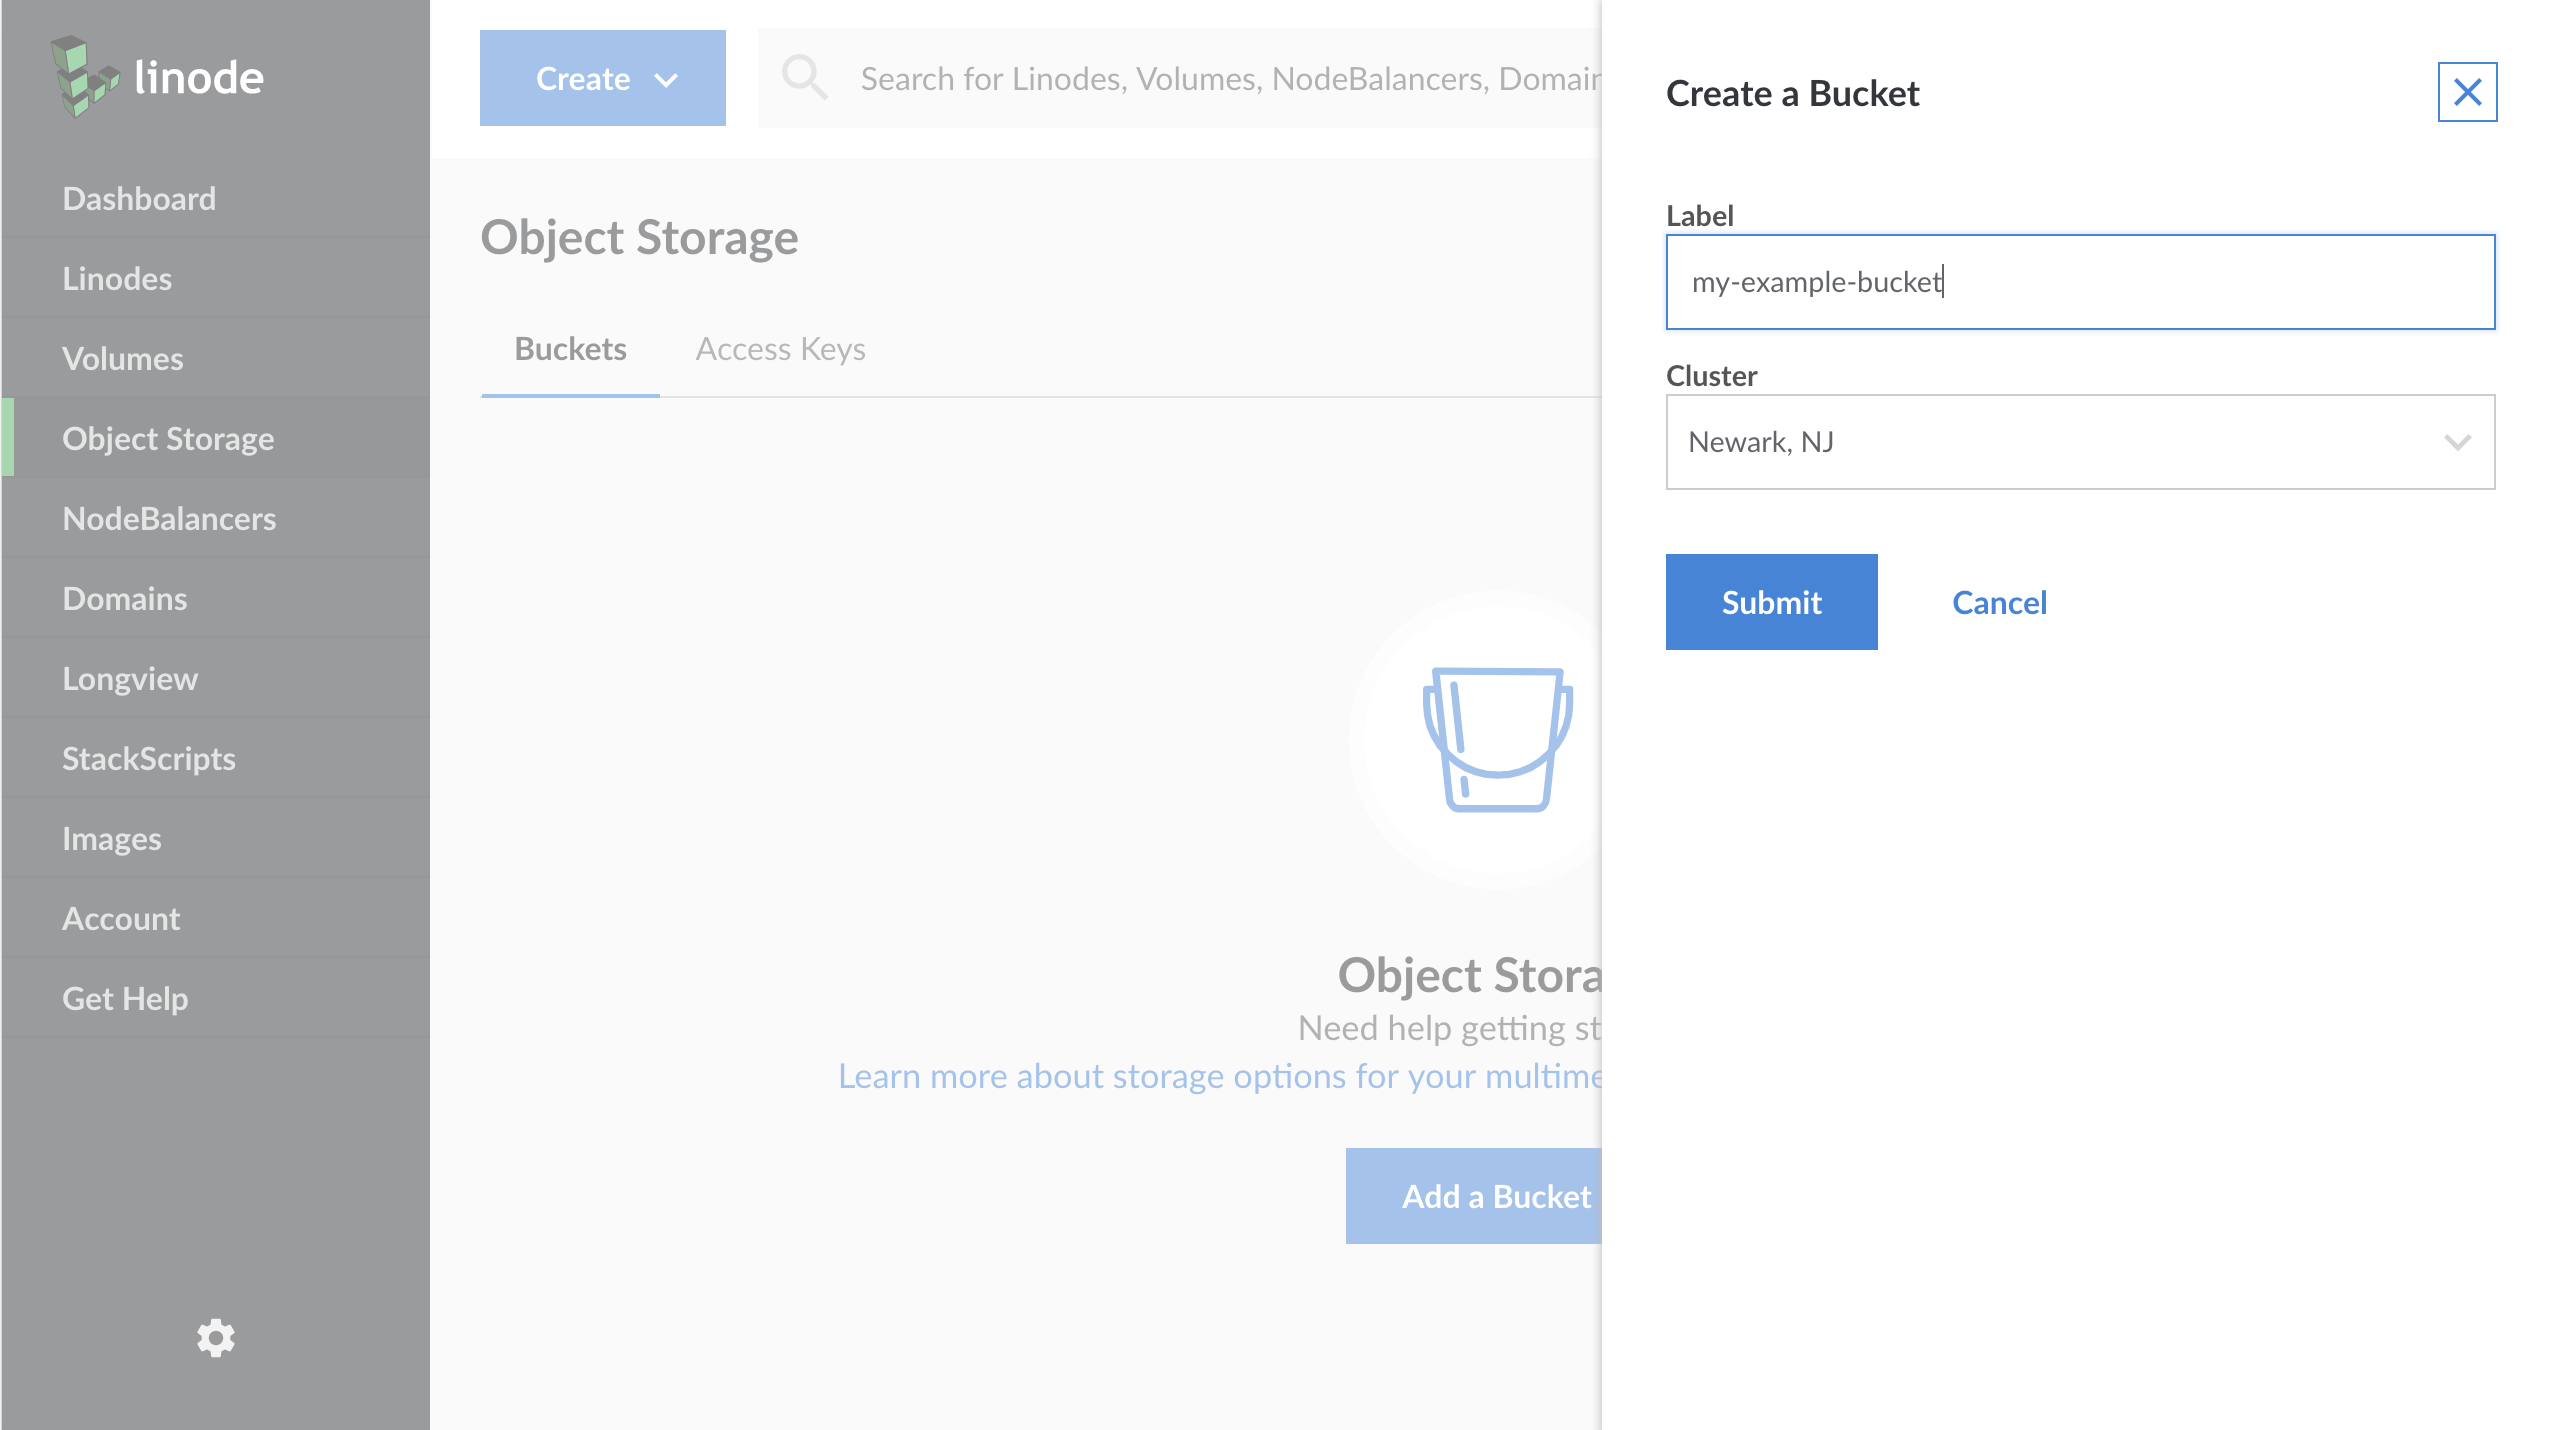 linode
Dashboard
Linodes
Volumes
Object Storage
NodeBalancers
Domains
Longview
StackScripts
Images
Account
Get Help
Create
Search for Linodes, Volumes, NodeBalancers, Domain
Object Storage
Buckets
Access Keys
Object Stora
Need help getting st
Learn more about storage options for your multime
Add a Bucket
Create a Bucket
Label
my-example-bucket
Cluster
Newark, NJ
Submit
Cancel